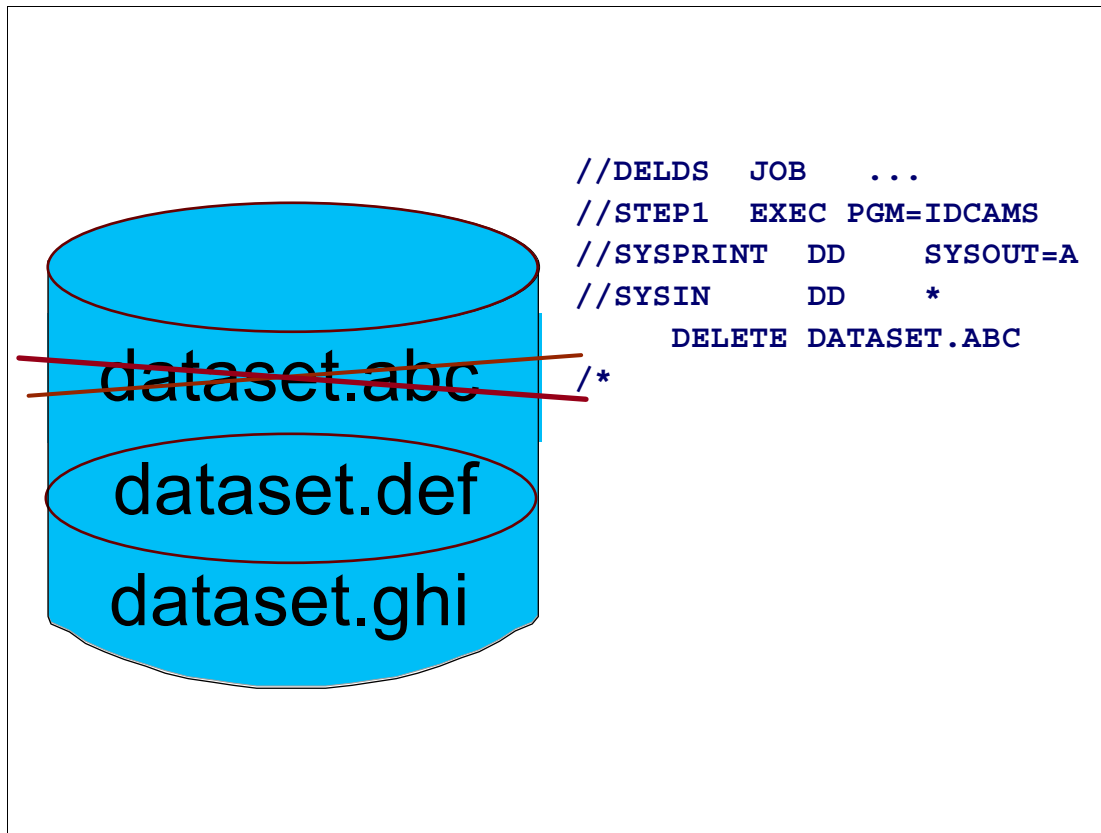 //DELDS JOB ...
//STEP1 EXEC PGM=IDCAMS
//SYSPRINT DD SYSOUT=A
//SYSIN DD *
DELETE DATASET.ABC
/*
dataset.abc
dataset.def
dataset.ghi